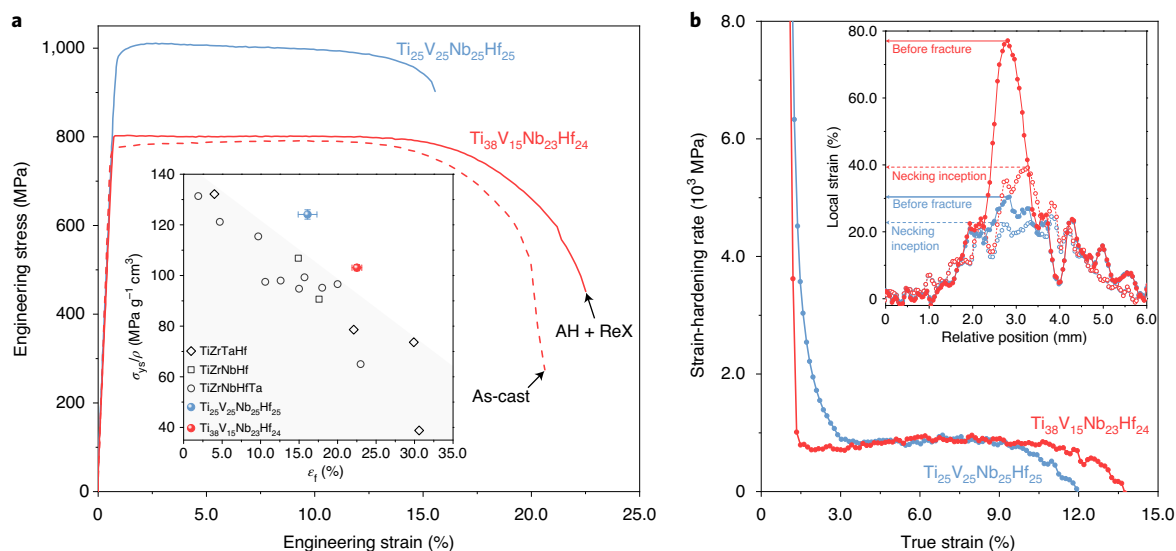 a
Engineering stress (MPa)
1,000
800
600
400
200
0
0
5.0
10.0
15.0
20.0
25.0
Engineering strain (%)
Ti25V25Nb25Hf25
Ti38V15Nb23Hf24
AH + ReX
As-cast
σys/ρ (MPa g−1 cm3)
140
120
100
80
60
40
0
5.0
10.0
15.0
20.0
25.0
30.0
35.0
εf (%)
TiZrTaHf
TiZrNbHf
TiZrNbHfTa
Ti25V25Nb25Hf25
Ti38V15Nb23Hf24
b
Strain-hardening rate (10³ MPa)
8.0
6.0
4.0
2.0
0
0
3.0
6.0
9.0
12.0
15.0
True strain (%)
Ti38V15Nb23Hf24
Ti25V25Nb25Hf25
Local strain (%)
80.0
60.0
40.0
20.0
0
0
1.0
2.0
3.0
4.0
5.0
6.0
Relative position (mm)
Before fracture
Necking inception
Before fracture
Necking
inception